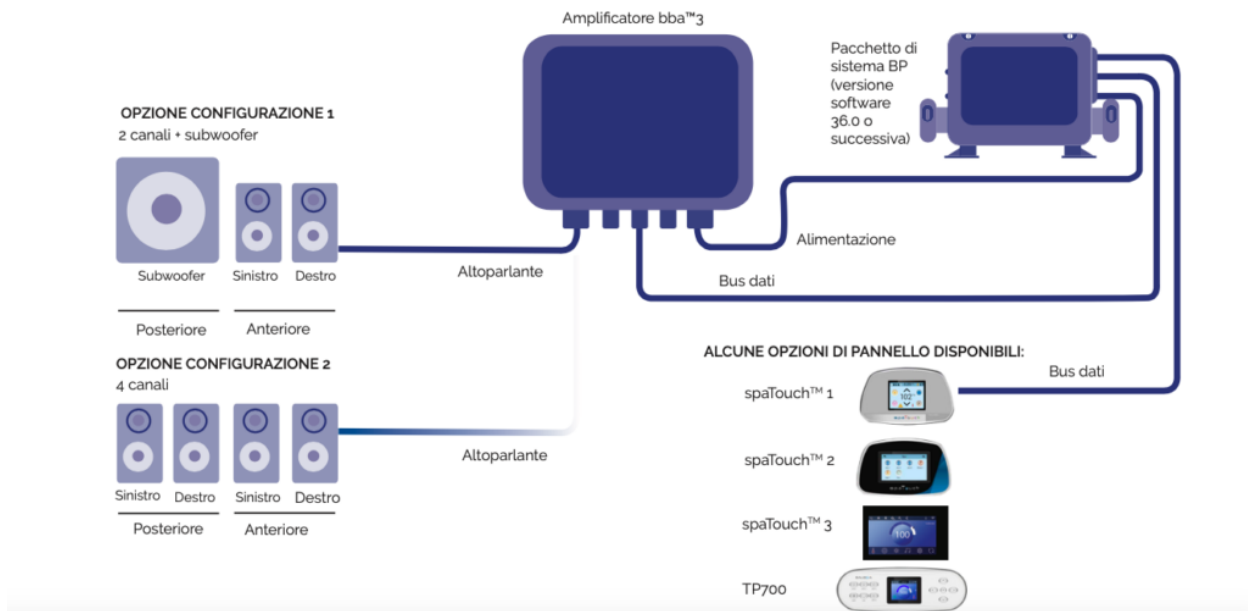 Amplificatore bba™3
Pacchetto di
sistema BP
(versione
software
36.0 o
successiva)
OPZIONE CONFIGURAZIONE 1
2 canali + subwoofer
Subwoofer
Sinistro
Destro
Posteriore
Anteriore
Altoparlante
Alimentazione
Bus dati
OPZIONE CONFIGURAZIONE 2
4 canali
Sinistro
Destro
Sinistro
Destro
Posteriore
Anteriore
Altoparlante
ALCUNE OPZIONI DI PANNELLO DISPONIBILI:
Bus dati
spaTouch™ 1
102
spaTouch™ 2
spaTouch™ 3
100
TP700